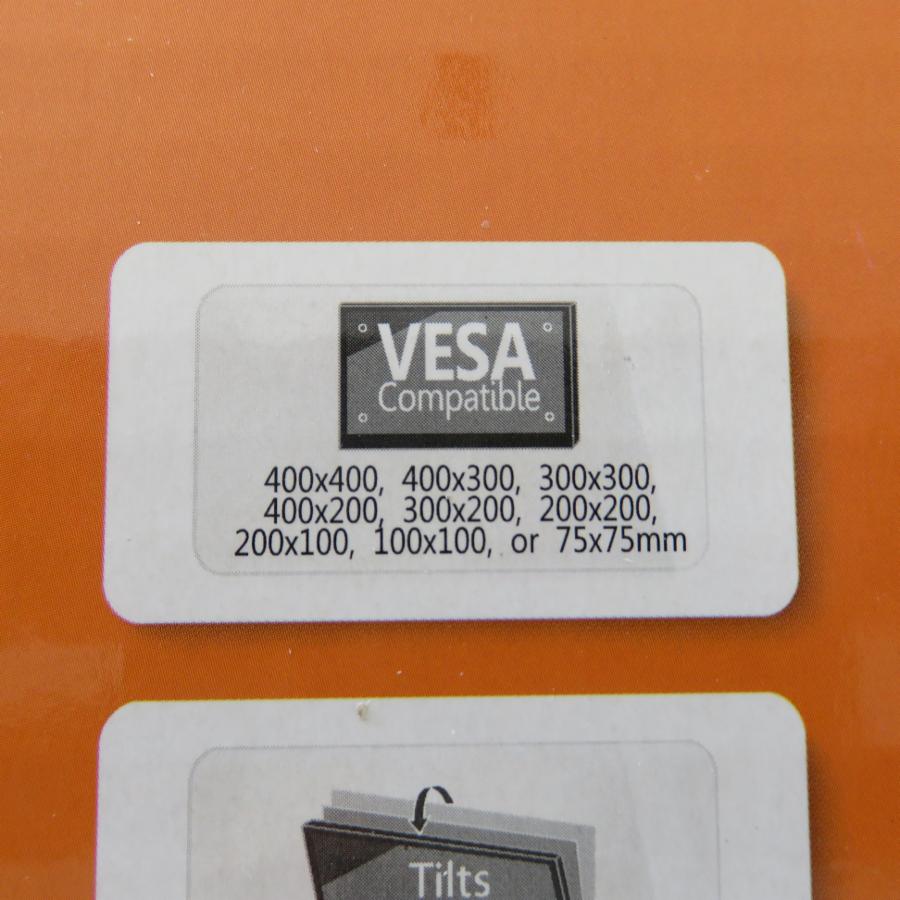 VESA
Compatible
400x400, 400x300, 300x300,
400x200, 300x200, 200x200,
200x100, 100x100, or 75x75mm
Tilts